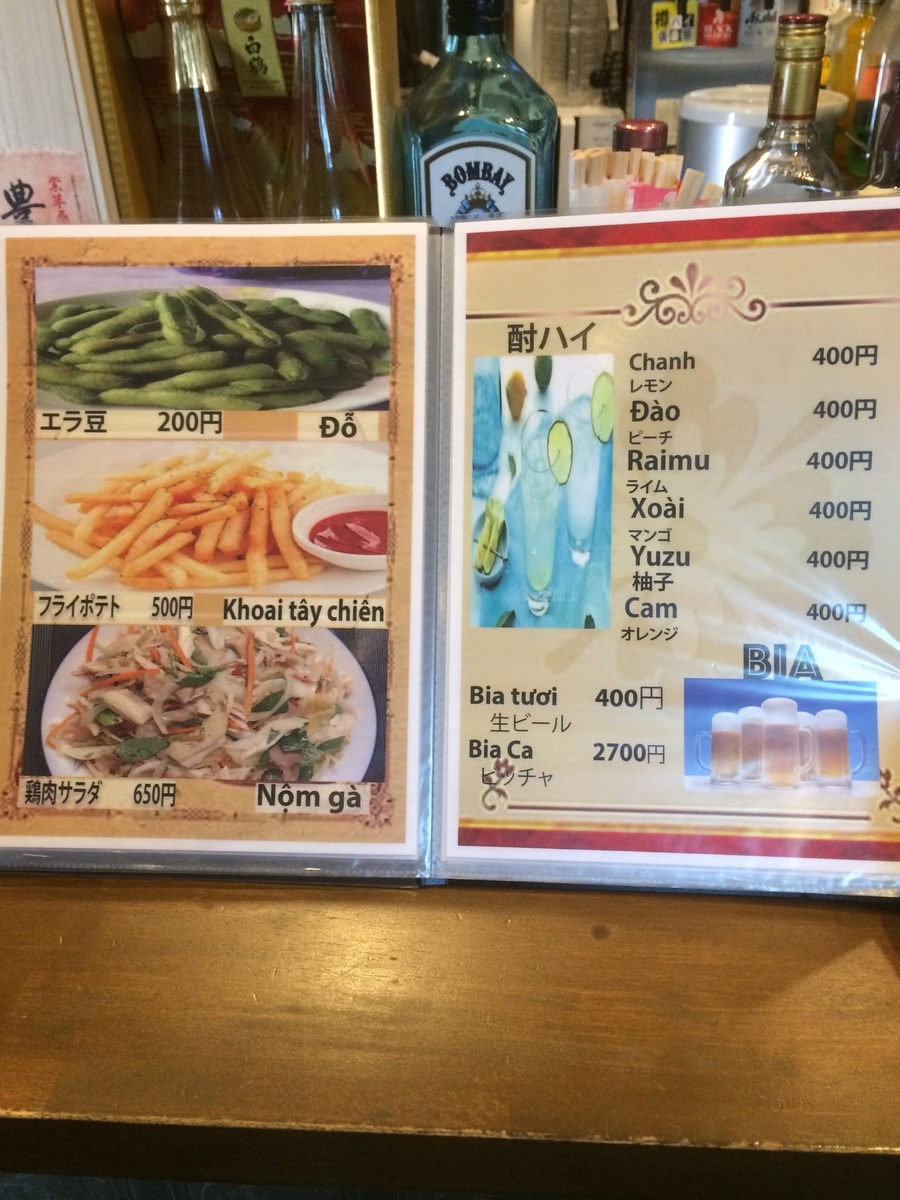 白鶴
BOMBAY
豊
エラ豆 200円 Đỗ
フライポテト 500円 Khoai tây chiên
鶏肉サラダ 650円 Nộm gà
酎ハイ
Chanh 400円
レモン
Đào 400円
ピーチ
Raimu 400円
ライム
Xoài 400円
マンゴ
Yuzu 400円
柚子
Cam 400円
オレンジ
BIA
Bia tươi 400円
生ビール
Bia Ca 2700円
ピッチャ